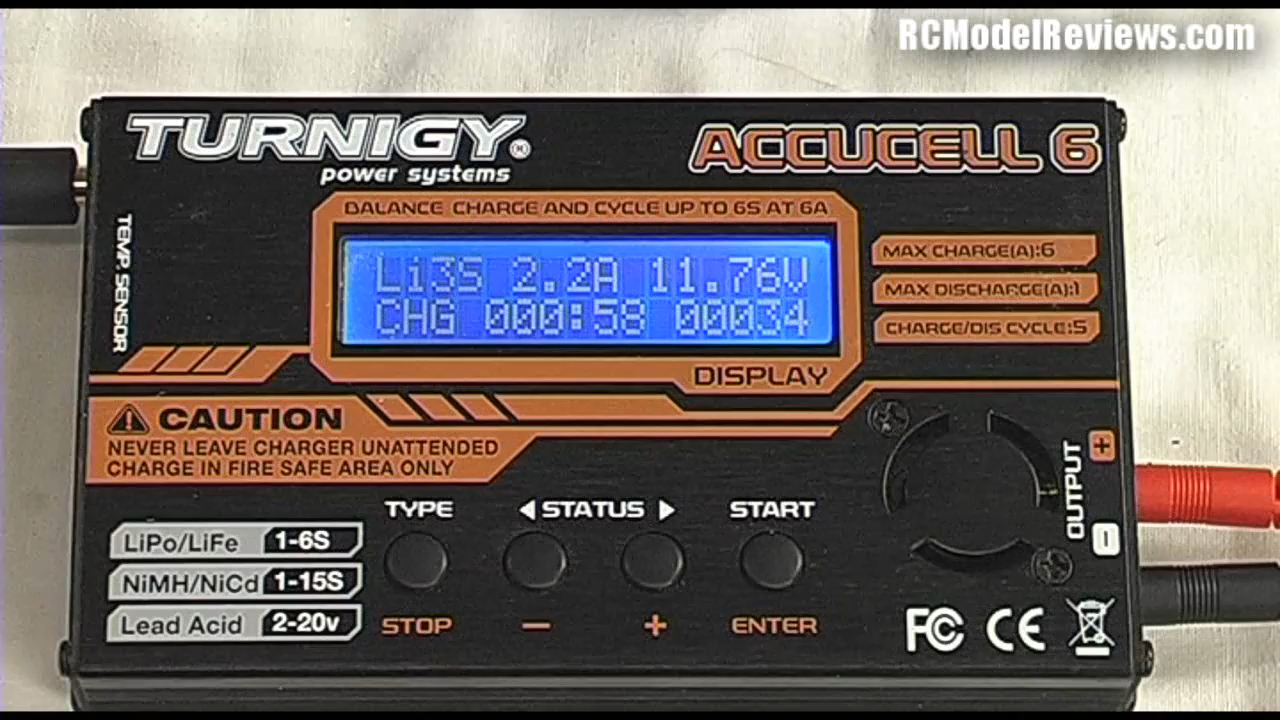 RCModelReviews.com
TURNIGY®
power systems
ACCUCELL 6
BALANCE CHARGE AND CYCLE UP TO 6S AT 6A
Li3S 2.2A 11.76V
CHG 000:58 00034
DISPLAY
MAX CHARGE(A):6
MAX DISCHARGE(A):1
CHARGE/DIS CYCLE:5
TEMP. SENSOR
CAUTION
NEVER LEAVE CHARGER UNATTENDED
CHARGE IN FIRE SAFE AREA ONLY
TYPE ◀ STATUS ▶ START
STOP − + ENTER
LiPo/LiFe 1-6S
NiMH/NiCd 1-15S
Lead Acid 2-20v
OUTPUT
+
−
FC CE